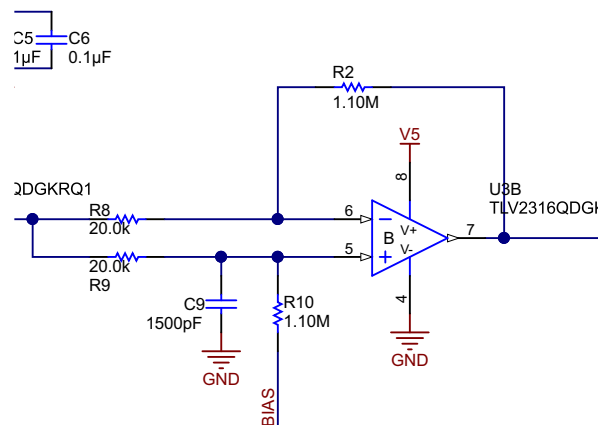 C5
C6
1µF
0.1µF
R2
1.10M
V5
8
QDGKRQ1
U3B
TLV2316QDGK
R8
20.0k
6
7
B
V+
V-
5
20.0k
R9
C9
1500pF
R10
1.10M
4
GND
GND
BIAS